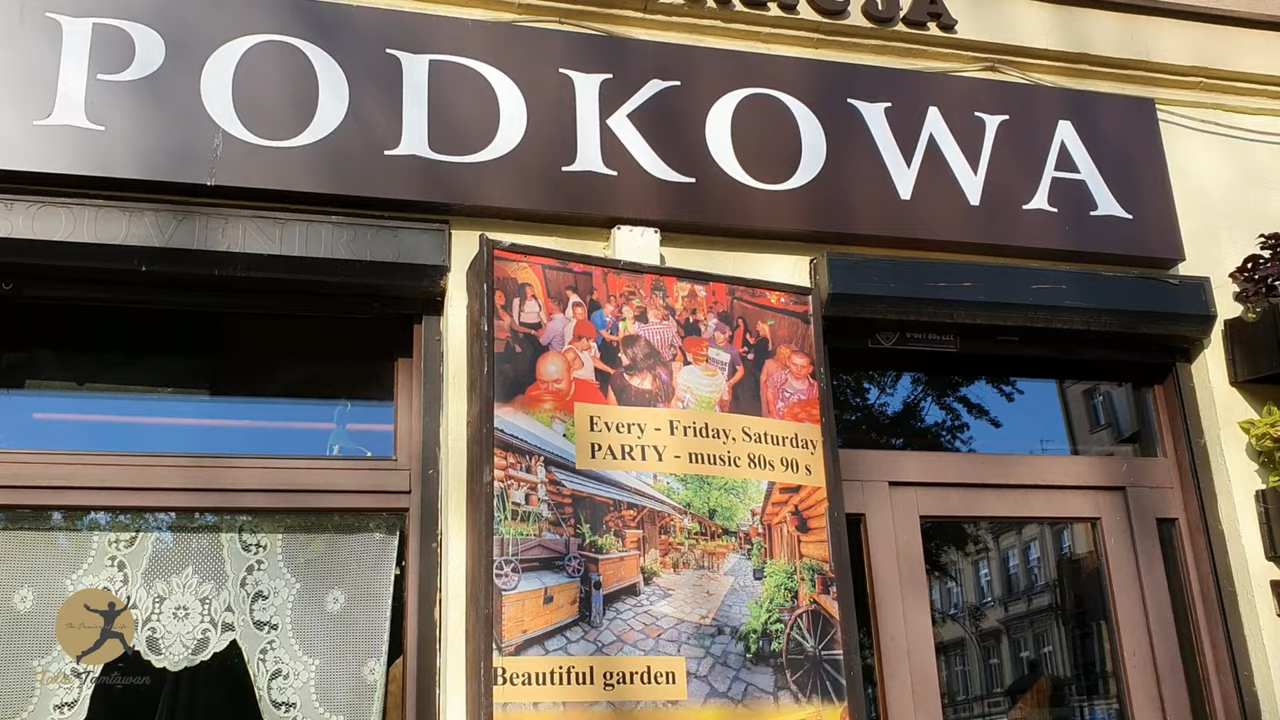 PODKOWA
SOUVENIRS
Every - Friday, Saturday
PARTY - music 80s 90 s
Beautiful garden